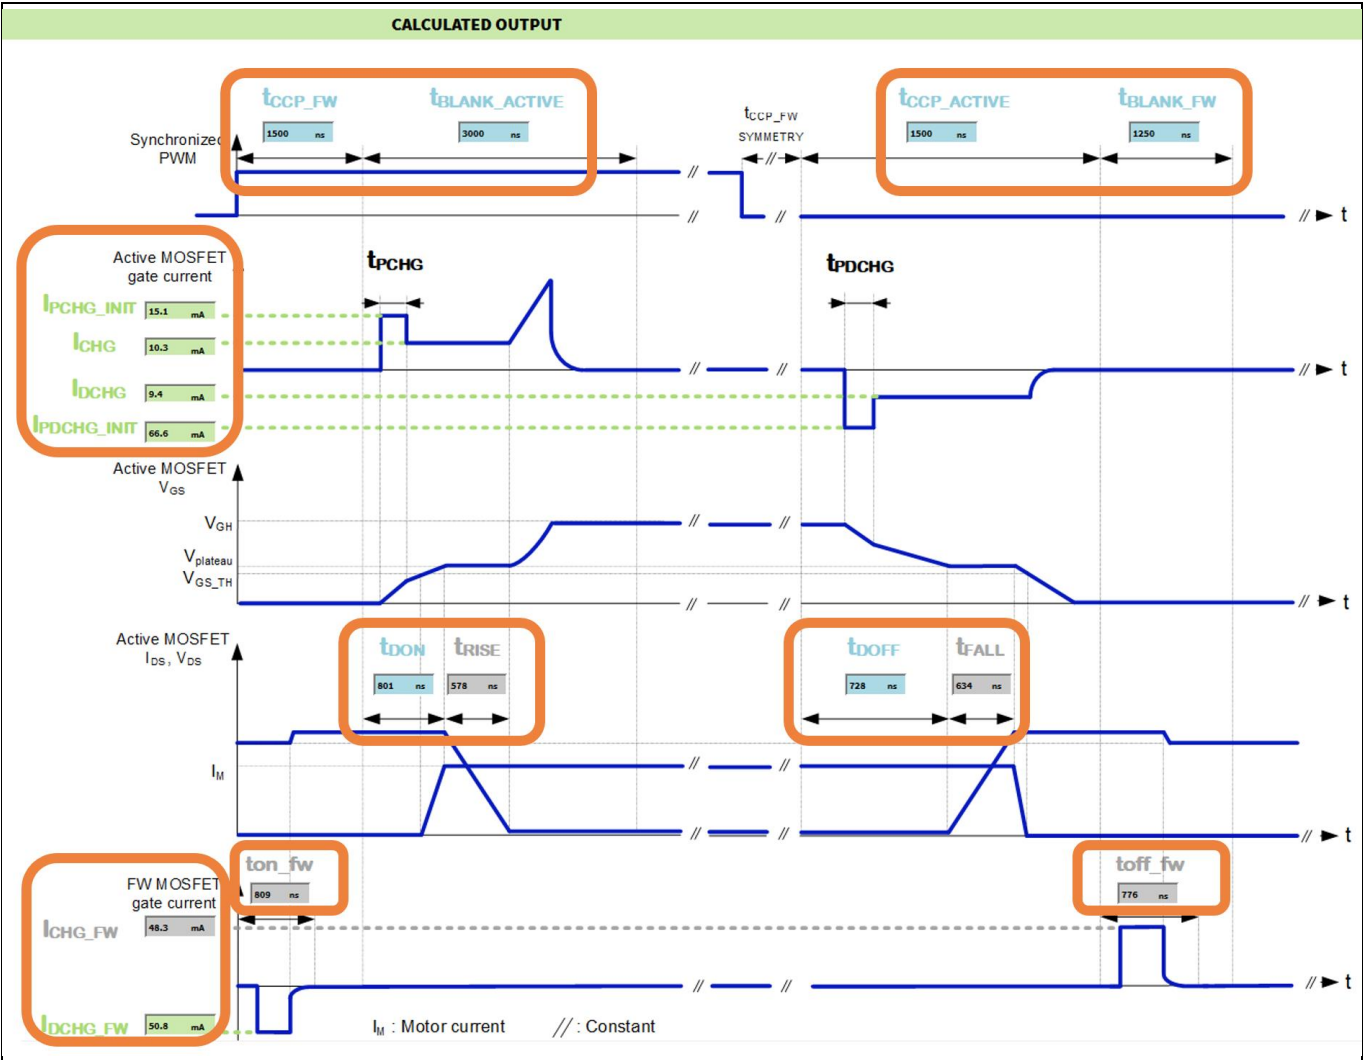 CALCULATED OUTPUT
tCCP_FW
tBLANK_ACTIVE
tCCP_FW
SYMMETRY
tCCP_ACTIVE
tBLANK_FW
1500 ns
3000 ns
1500 ns
1250 ns
Synchronized
PWM
//
//
//
//
// t
Active MOSFET
gate current
tPCHG
tPDCHG
IPCHG_INIT 15.1 mA
ICHG 10.3 mA
// // // t
IDCHG 9.4 mA
IPDCHG_INIT 66.6 mA
Active MOSFET
VGS
VGH
// //
Vplateau
VGS_TH
// // // t
Active MOSFET
IDS, VDS
tDON tRISE
tDOFF tFALL
801 ns 578 ns
728 ns 634 ns
IM
// //
// // // t
ton_fw
toff_fw
809 ns
776 ns
FW MOSFET
gate current
ICHG_FW 48.3 mA
// // // t
IDCHG_FW 50.8 mA
IM : Motor current // : Constant